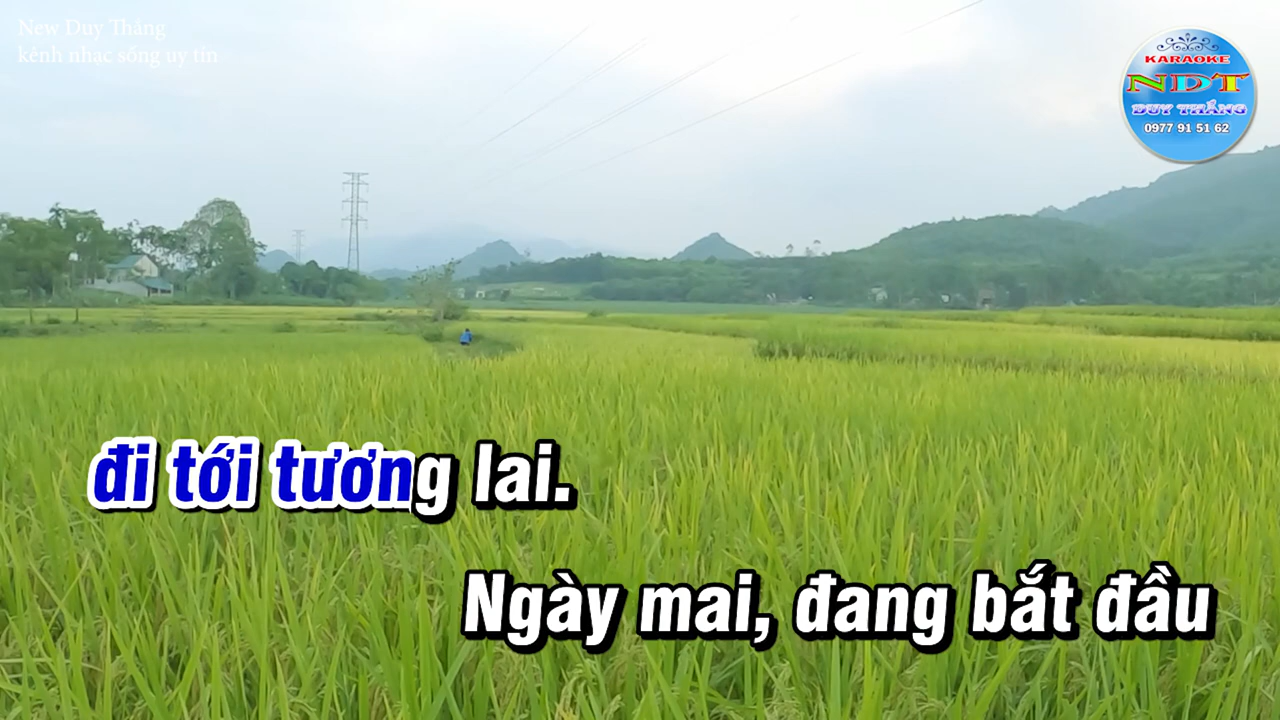 New Duy Thắng
kênh nhạc sống uy tín
KARAOKE
NDT
DUY THẮNG
0977 91 51 62
đi tới tương lai.
Ngày mai, đang bắt đầu